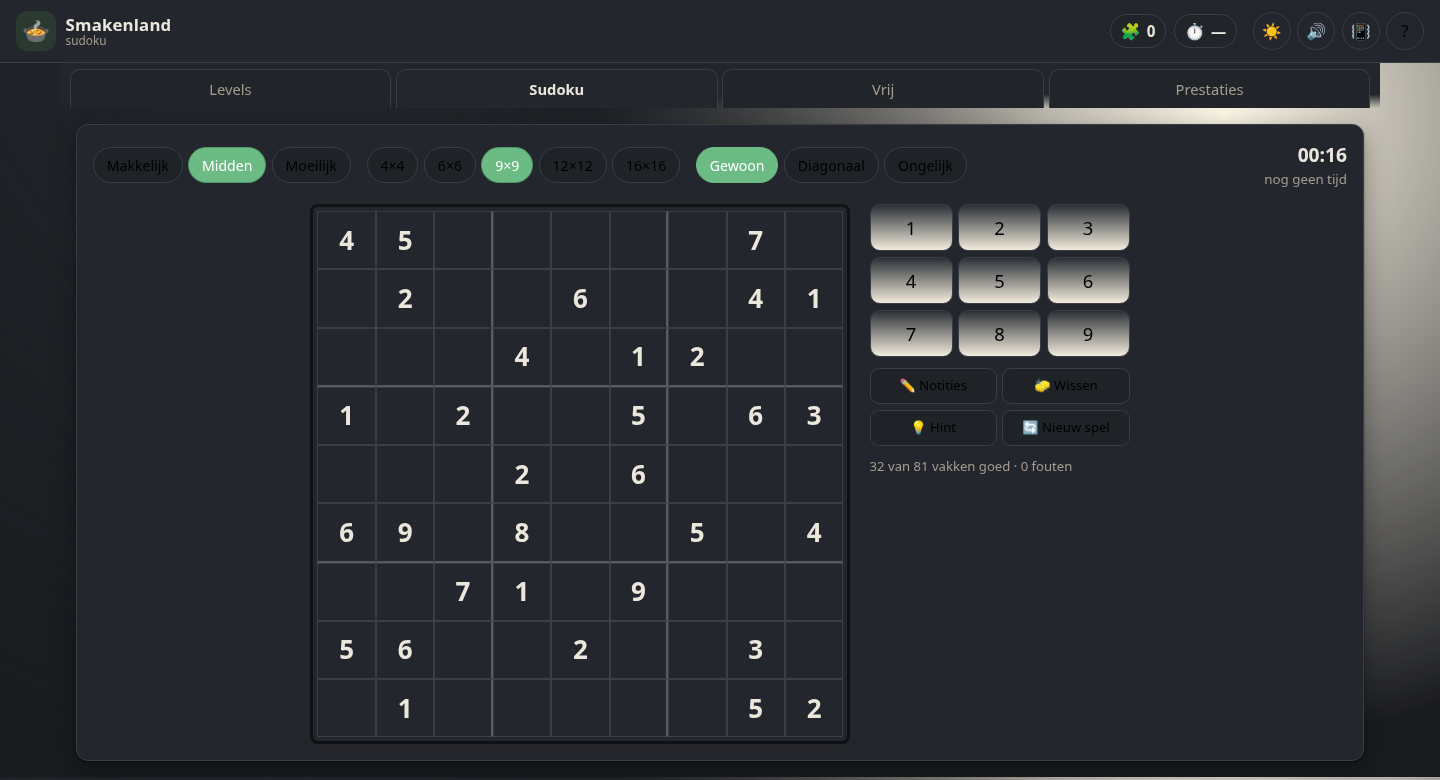 Smakenland
sudoku
0
—
?
Levels
Sudoku
Vrij
Prestaties
Makkelijk Midden Moeilijk 4×4 6×6 9×9 12×12 16×16 Gewoon Diagonaal Ongelijk
00:16
nog geen tijd
4 5 7
2 6 4 1
4 1 2
1 2 5 6 3
2 6
6 9 8 5 4
7 1 9
5 6 2 3
1 5 2
1 2 3
4 5 6
7 8 9
Notities Wissen
Hint Nieuw spel
32 van 81 vakken goed · 0 fouten